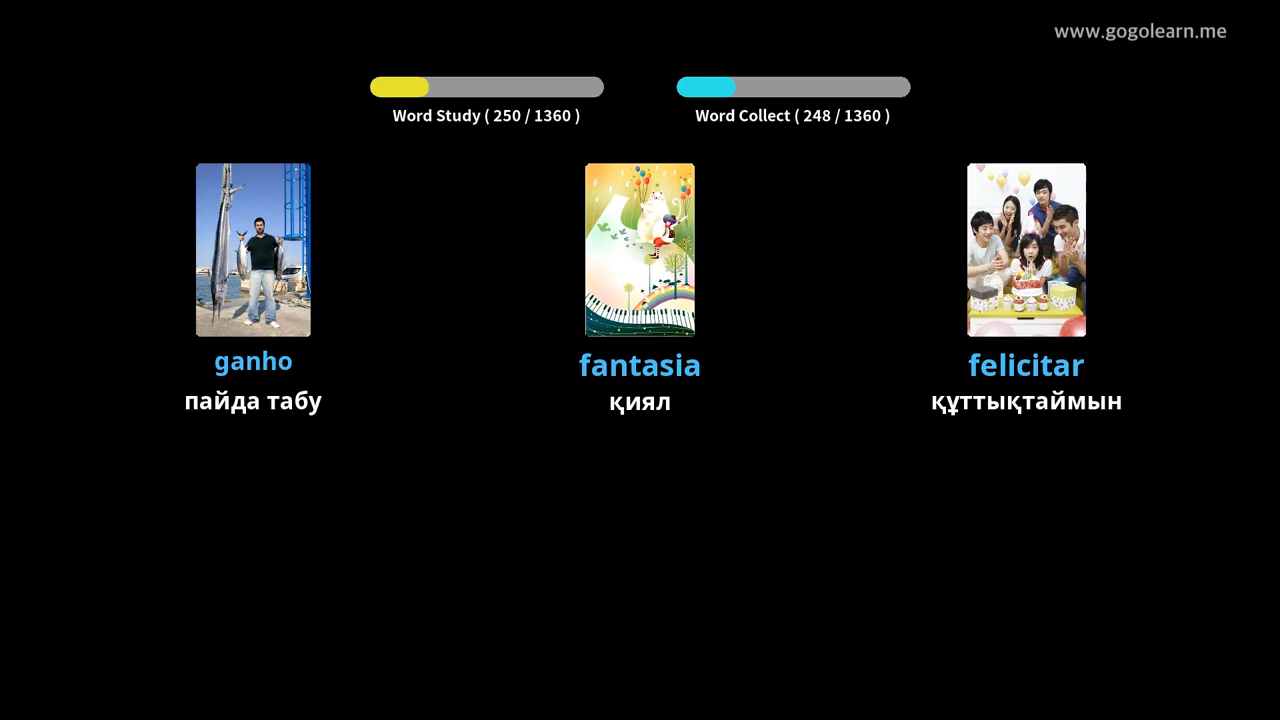 www.gogolearn.me
Word Study ( 250 / 1360 )
Word Collect ( 248 / 1360 )
ganho
fantasia
felicitar
пайда табу
қиял
құттықтаймын